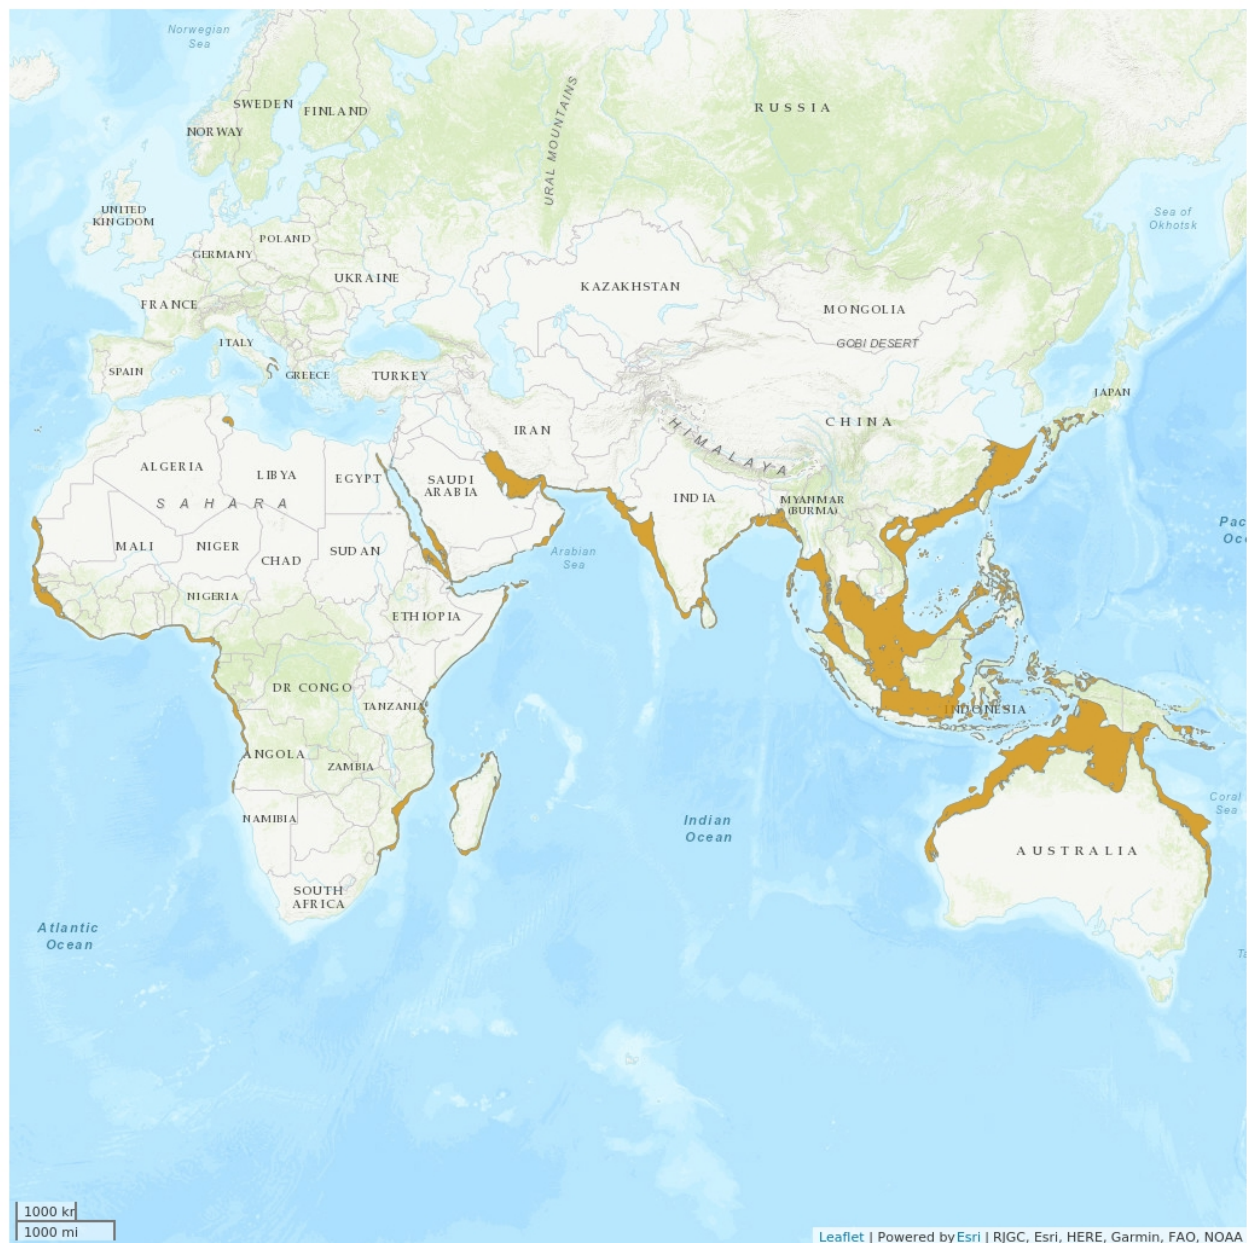 Norwegian
Sea
SWEDEN
FINLAND
NORWAY
RUSSIA
URAL MOUNTAINS
UNITED
KINGDOM
Sea of
Okhotsk
POLAND
GERMANY
UKRAINE
KAZAKHSTAN
FRANCE
MONGOLIA
ITALY
GOBI DESERT
SPAIN
GREECE
TURKEY
JAPAN
CHINA
IRAN
HIMALAYA
ALGERIA
LIBYA
EGYPT
SAUDI
ARABIA
INDIA
MYANMAR
(BURMA)
SAHARA
Pac
Oc
MALI
NIGER
CHAD
SUDAN
Arabian
Sea
NIGERIA
ETHIOPIA
DR CONGO
TANZANIA
INDONESIA
ANGOLA
ZAMBIA
Coral
Sea
NAMIBIA
Indian
Ocean
AUSTRALIA
SOUTH
AFRICA
Atlantic
Ocean
1000 mi
Leaflet | Powered by Esri | RJGC, Esri, HERE, Garmin, FAO, NOAA